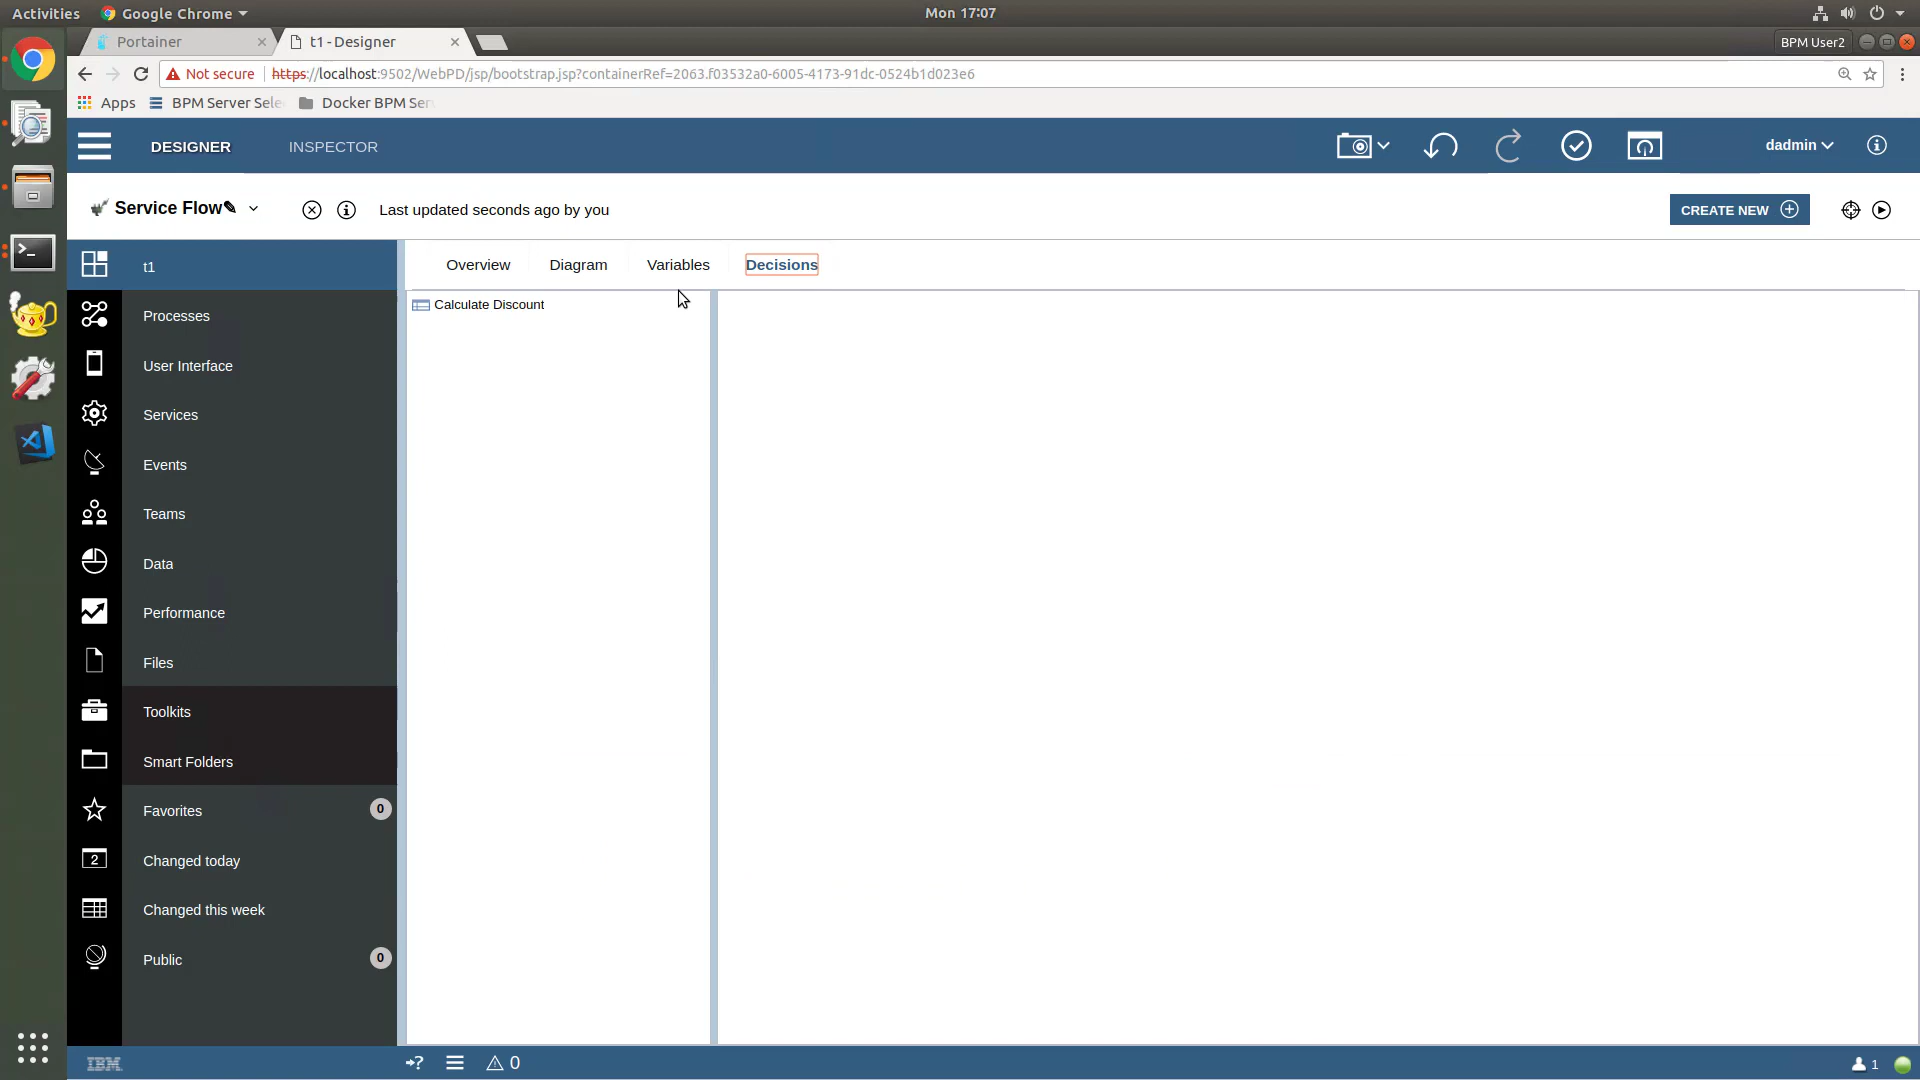 Activities Google Chrome Mon 17:07
Portainer t1 - Designer BPM User2
Not secure https://localhost:9502/WebPD/jsp/bootstrap.jsp?containerRef=2063.f03532a0-6005-4173-91dc-0524b1d023e6
Apps BPM Server Sele Docker BPM Ser
DESIGNER INSPECTOR dadmin
Service Flow Last updated seconds ago by you CREATE NEW
t1 Overview Diagram Variables Decisions
Calculate Discount
Processes
User Interface
Services
Events
Teams
Data
Performance
Files
Toolkits
Smart Folders
Favorites 0
2 Changed today
Changed this week
Public 0
IBM ? 0 1